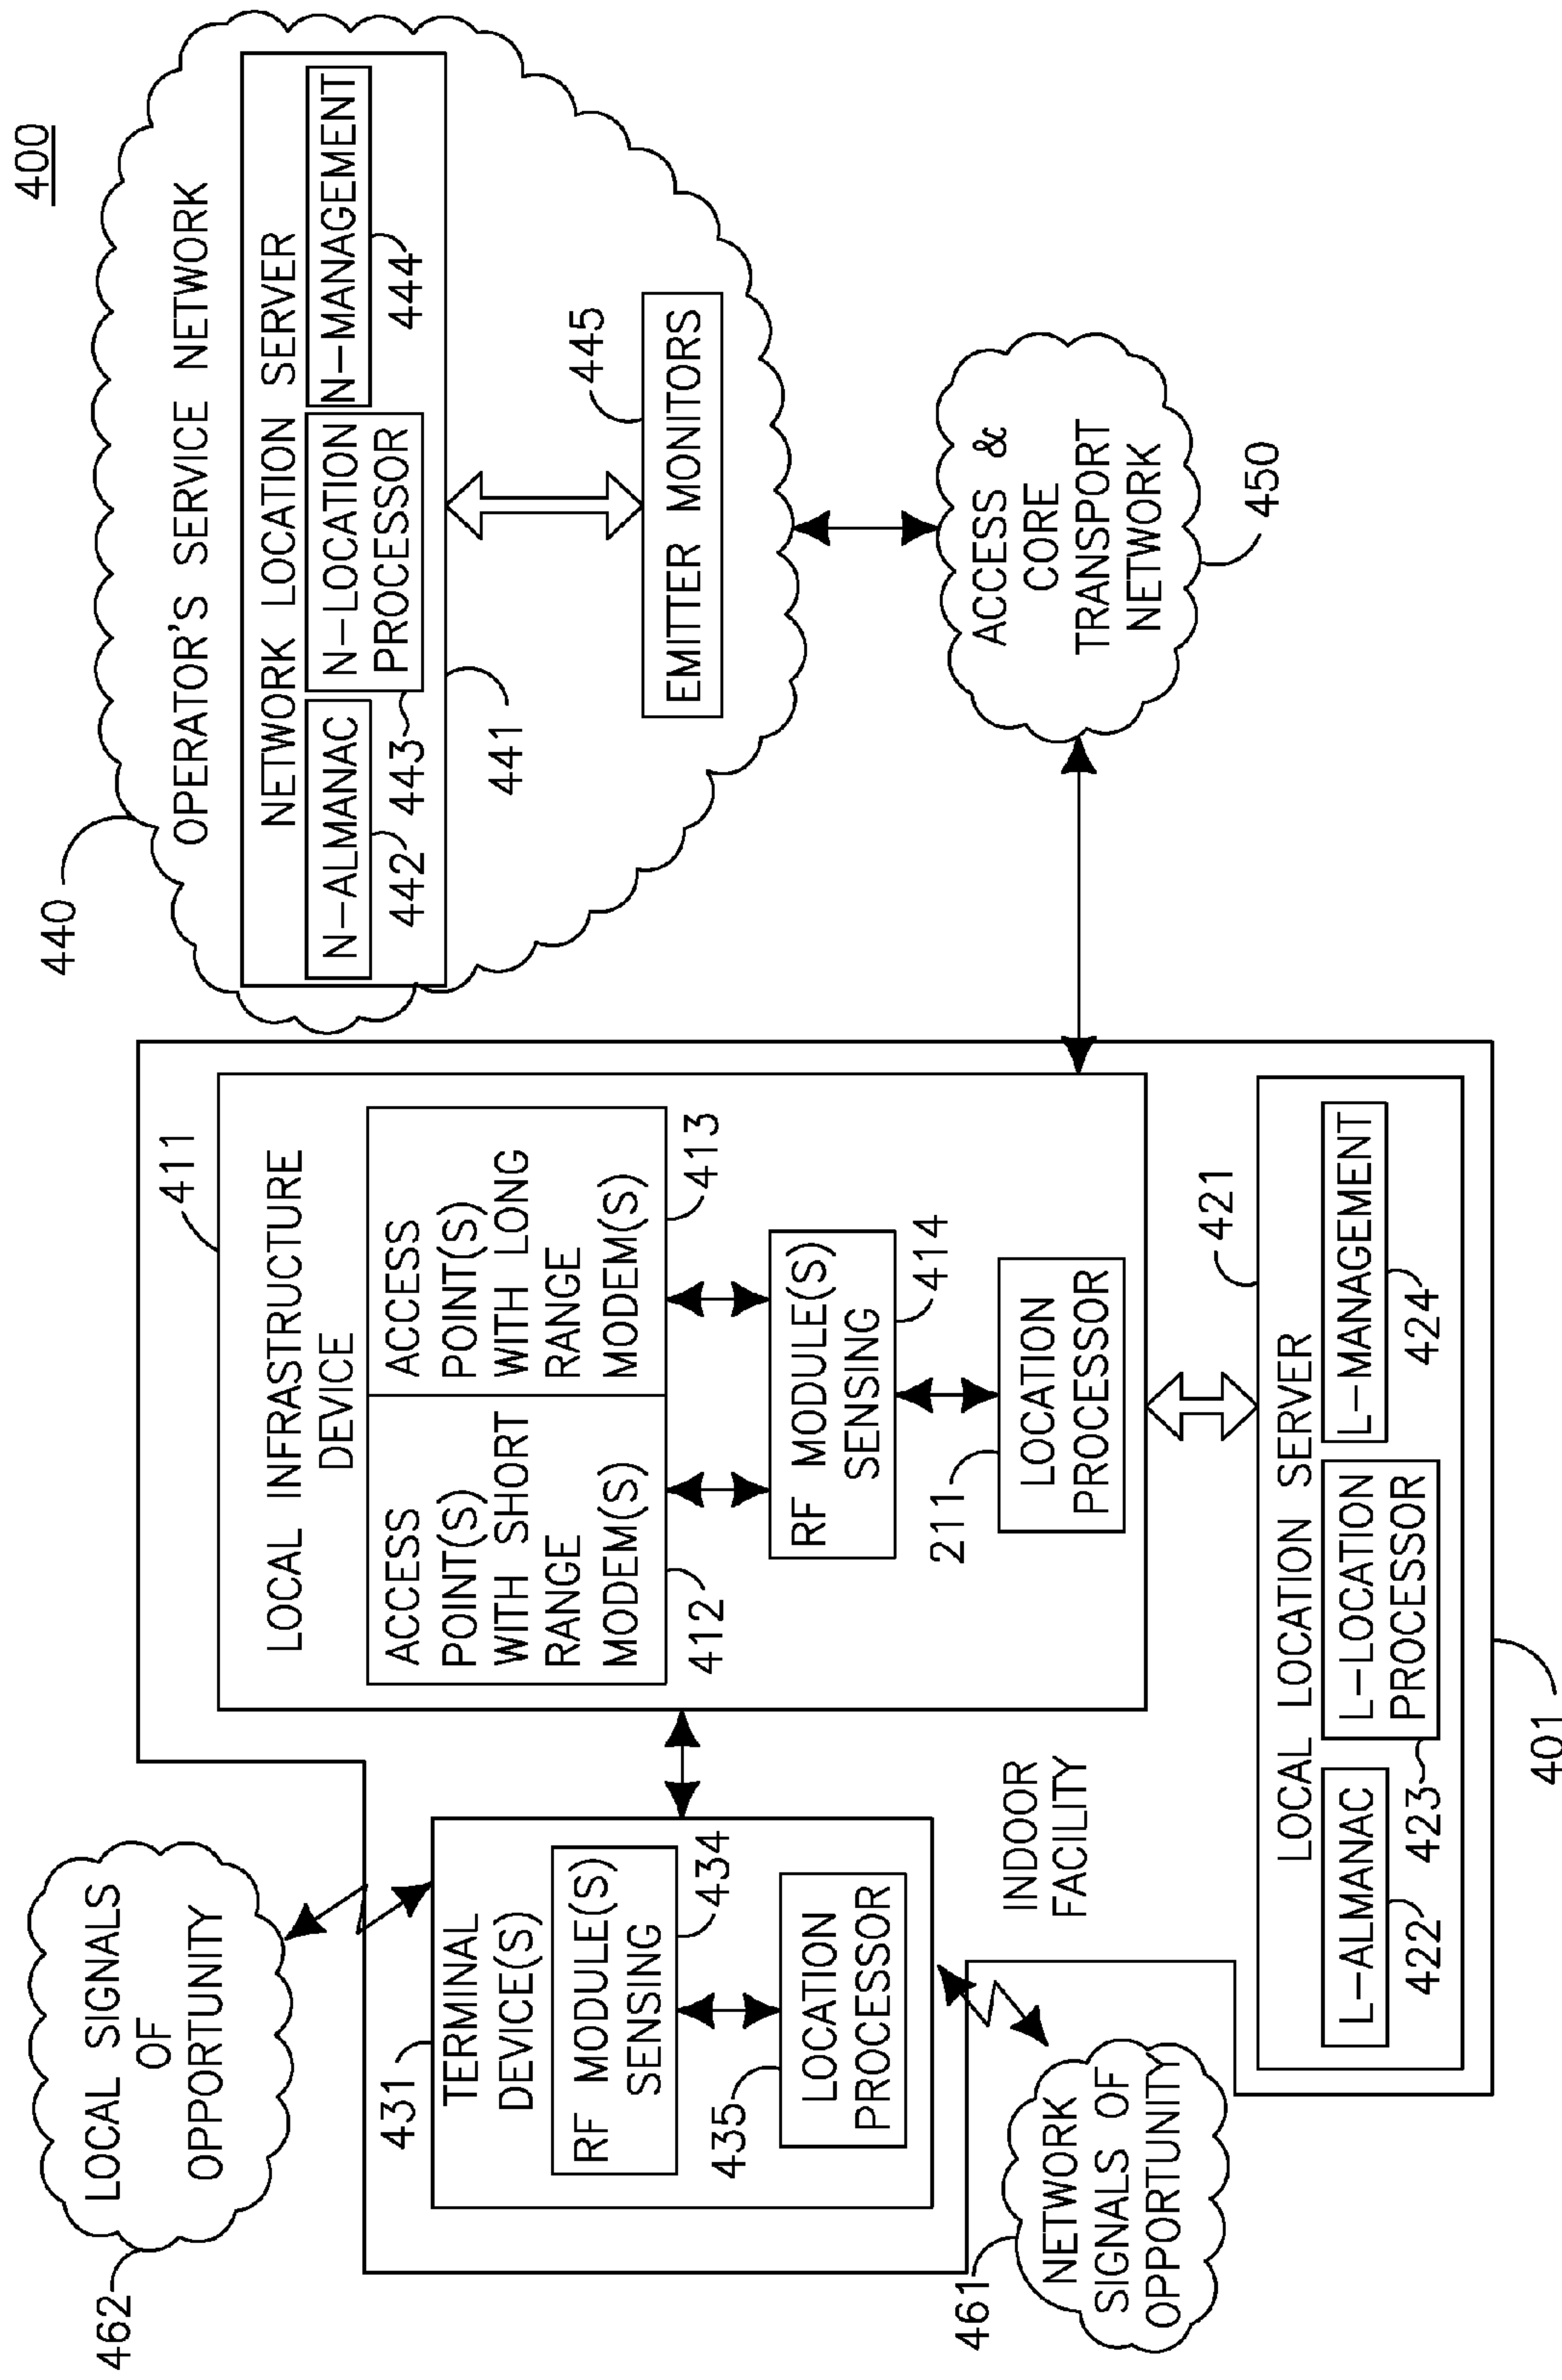 400
440
OPERATOR'S SERVICE NETWORK
NETWORK LOCATION SERVER
N-ALMANAC
N-LOCATION
PROCESSOR
N-MANAGEMENT
442
443
444
441
445
EMITTER MONITORS
ACCESS &
CORE
TRANSPORT
NETWORK
450
411
LOCAL INFRASTRUCTURE
DEVICE
ACCESS
POINT(S)
WITH SHORT
RANGE
MODEM(S)
ACCESS
POINT(S)
WITH LONG
RANGE
MODEM(S)
412
413
RF MODULE(S)
SENSING
414
211
LOCATION
PROCESSOR
421
LOCAL LOCATION SERVER
L-ALMANAC
L-LOCATION
PROCESSOR
L-MANAGEMENT
422
423
424
401
462
LOCAL SIGNALS
OF
OPPORTUNITY
431
TERMINAL
DEVICE(S)
RF MODULE(S)
SENSING
434
435
LOCATION
PROCESSOR
INDOOR
FACILITY
461
NETWORK
SIGNALS OF
OPPORTUNITY